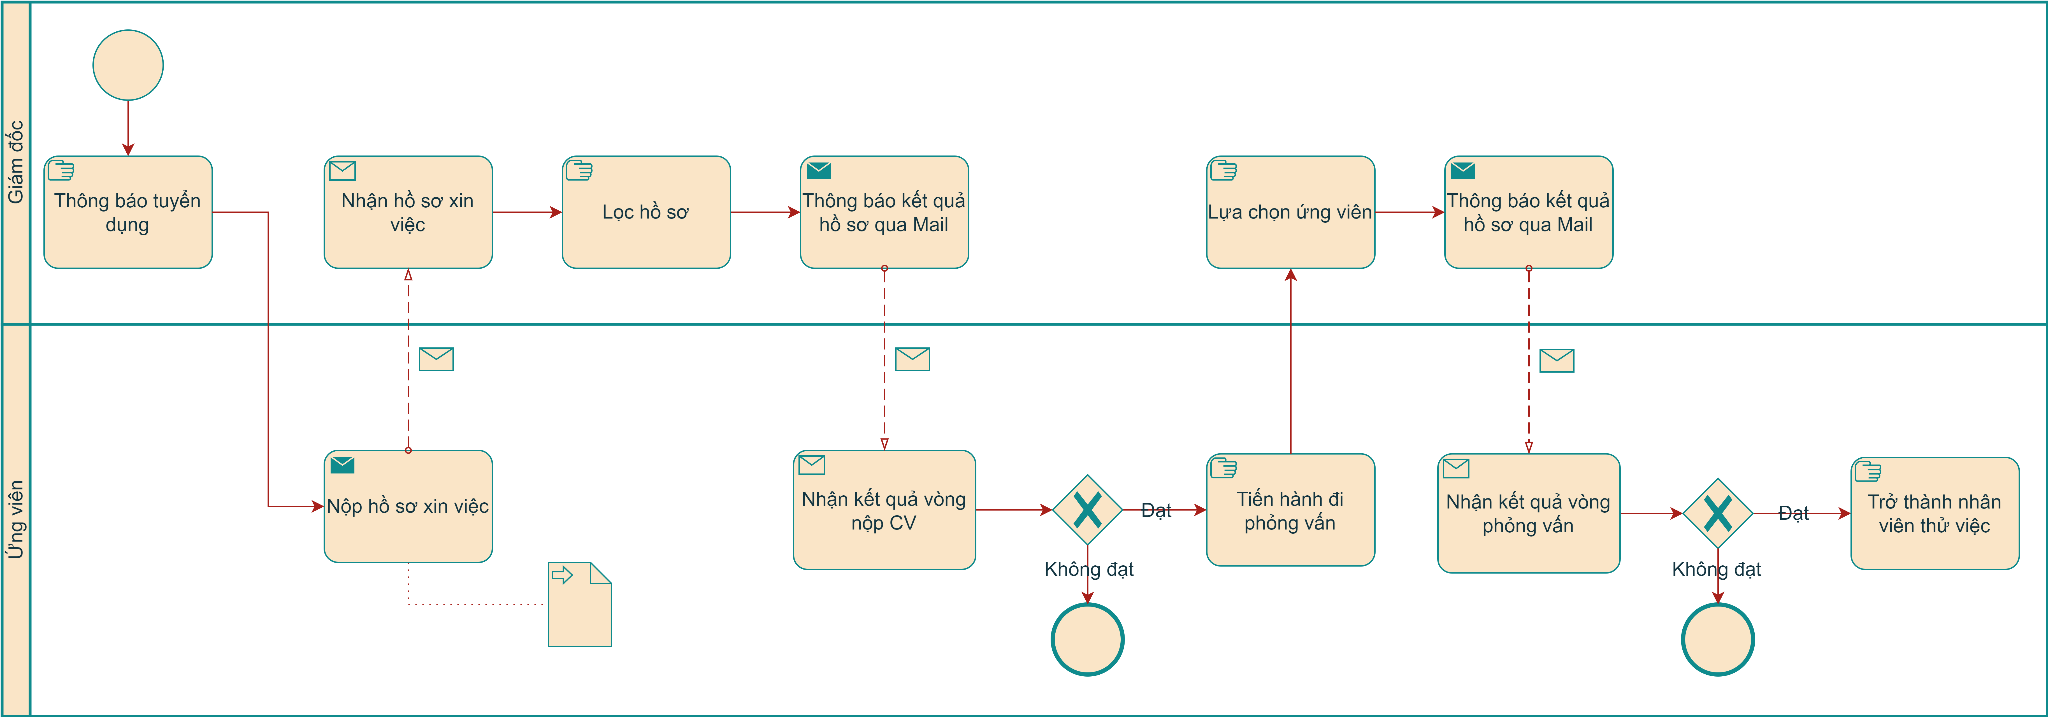 Giám đốc
Thông báo tuyển
dụng
Nhận hồ sơ xin
việc
Lọc hồ sơ
Thông báo kết quả
hồ sơ qua Mail
Lựa chọn ứng viên
Thông báo kết quả
hồ sơ qua Mail
Ứng viên
Nộp hồ sơ xin việc
Nhận kết quả vòng
nộp CV
Đạt
Không đạt
Tiến hành đi
phỏng vấn
Nhận kết quả vòng
phỏng vấn
Đạt
Không đạt
Trở thành nhân
viên thử việc